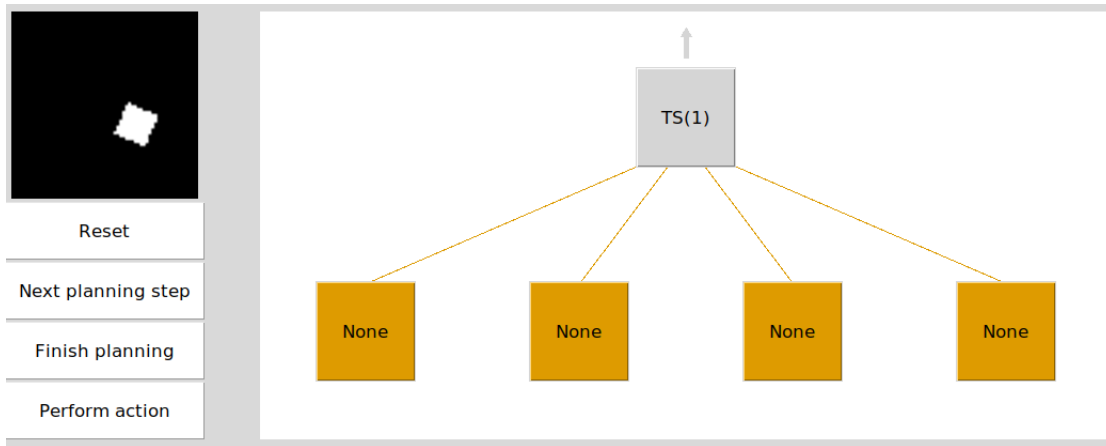 Reset
Next planning step
Finish planning
Perform action
TS(1)
None
None
None
None